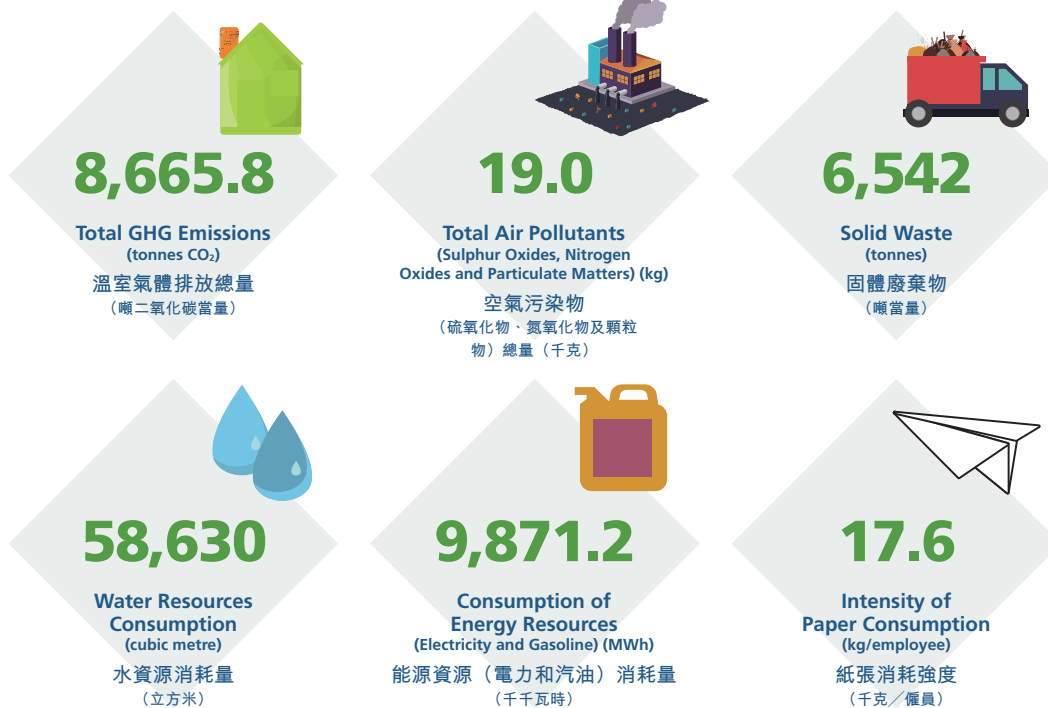 8,665.8
Total GHG Emissions
(tonnes CO₂)
溫室氣體排放總量
（噸二氧化碳當量）
19.0
Total Air Pollutants
(Sulphur Oxides, Nitrogen
Oxides and Particulate Matters) (kg)
空氣污染物
（硫氧化物、氮氧化物及顆粒
物）總量（千克）
6,542
Solid Waste
(tonnes)
固體廢棄物
（噸當量）
58,630
Water Resources
Consumption
(cubic metre)
水資源消耗量
（立方米）
9,871.2
Consumption of
Energy Resources
(Electricity and Gasoline) (MWh)
能源資源（電力和汽油）消耗量
（千千瓦時）
17.6
Intensity of
Paper Consumption
(kg/employee)
紙張消耗強度
（千克／僱員）